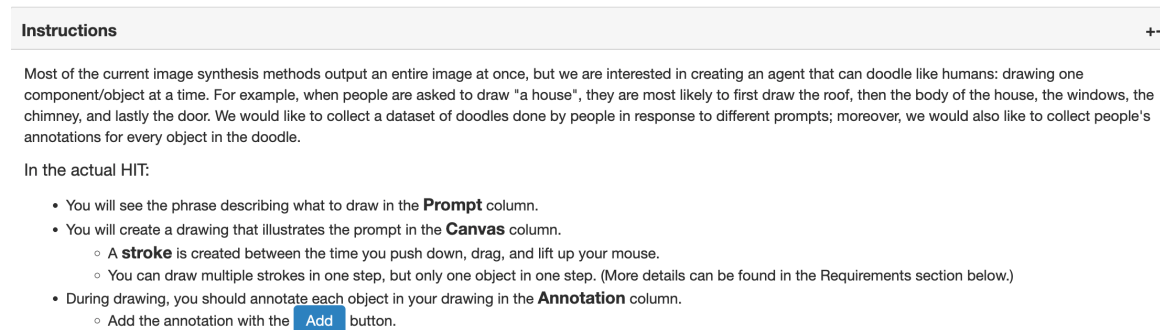 Instructions
Most of the current image synthesis methods output an entire image at once, but we are interested in creating an agent that can doodle like humans: drawing one
component/object at a time. For example, when people are asked to draw "a house", they are most likely to first draw the roof, then the body of the house, the windows, the
chimney, and lastly the door. We would like to collect a dataset of doodles done by people in response to different prompts; moreover, we would also like to collect people's
annotations for every object in the doodle.
In the actual HIT:
• You will see the phrase describing what to draw in the Prompt column.
• You will create a drawing that illustrates the prompt in the Canvas column.
◦ A stroke is created between the time you push down, drag, and lift up your mouse.
◦ You can draw multiple strokes in one step, but only one object in one step. (More details can be found in the Requirements section below.)
• During drawing, you should annotate each object in your drawing in the Annotation column.
◦ Add the annotation with the Add button.